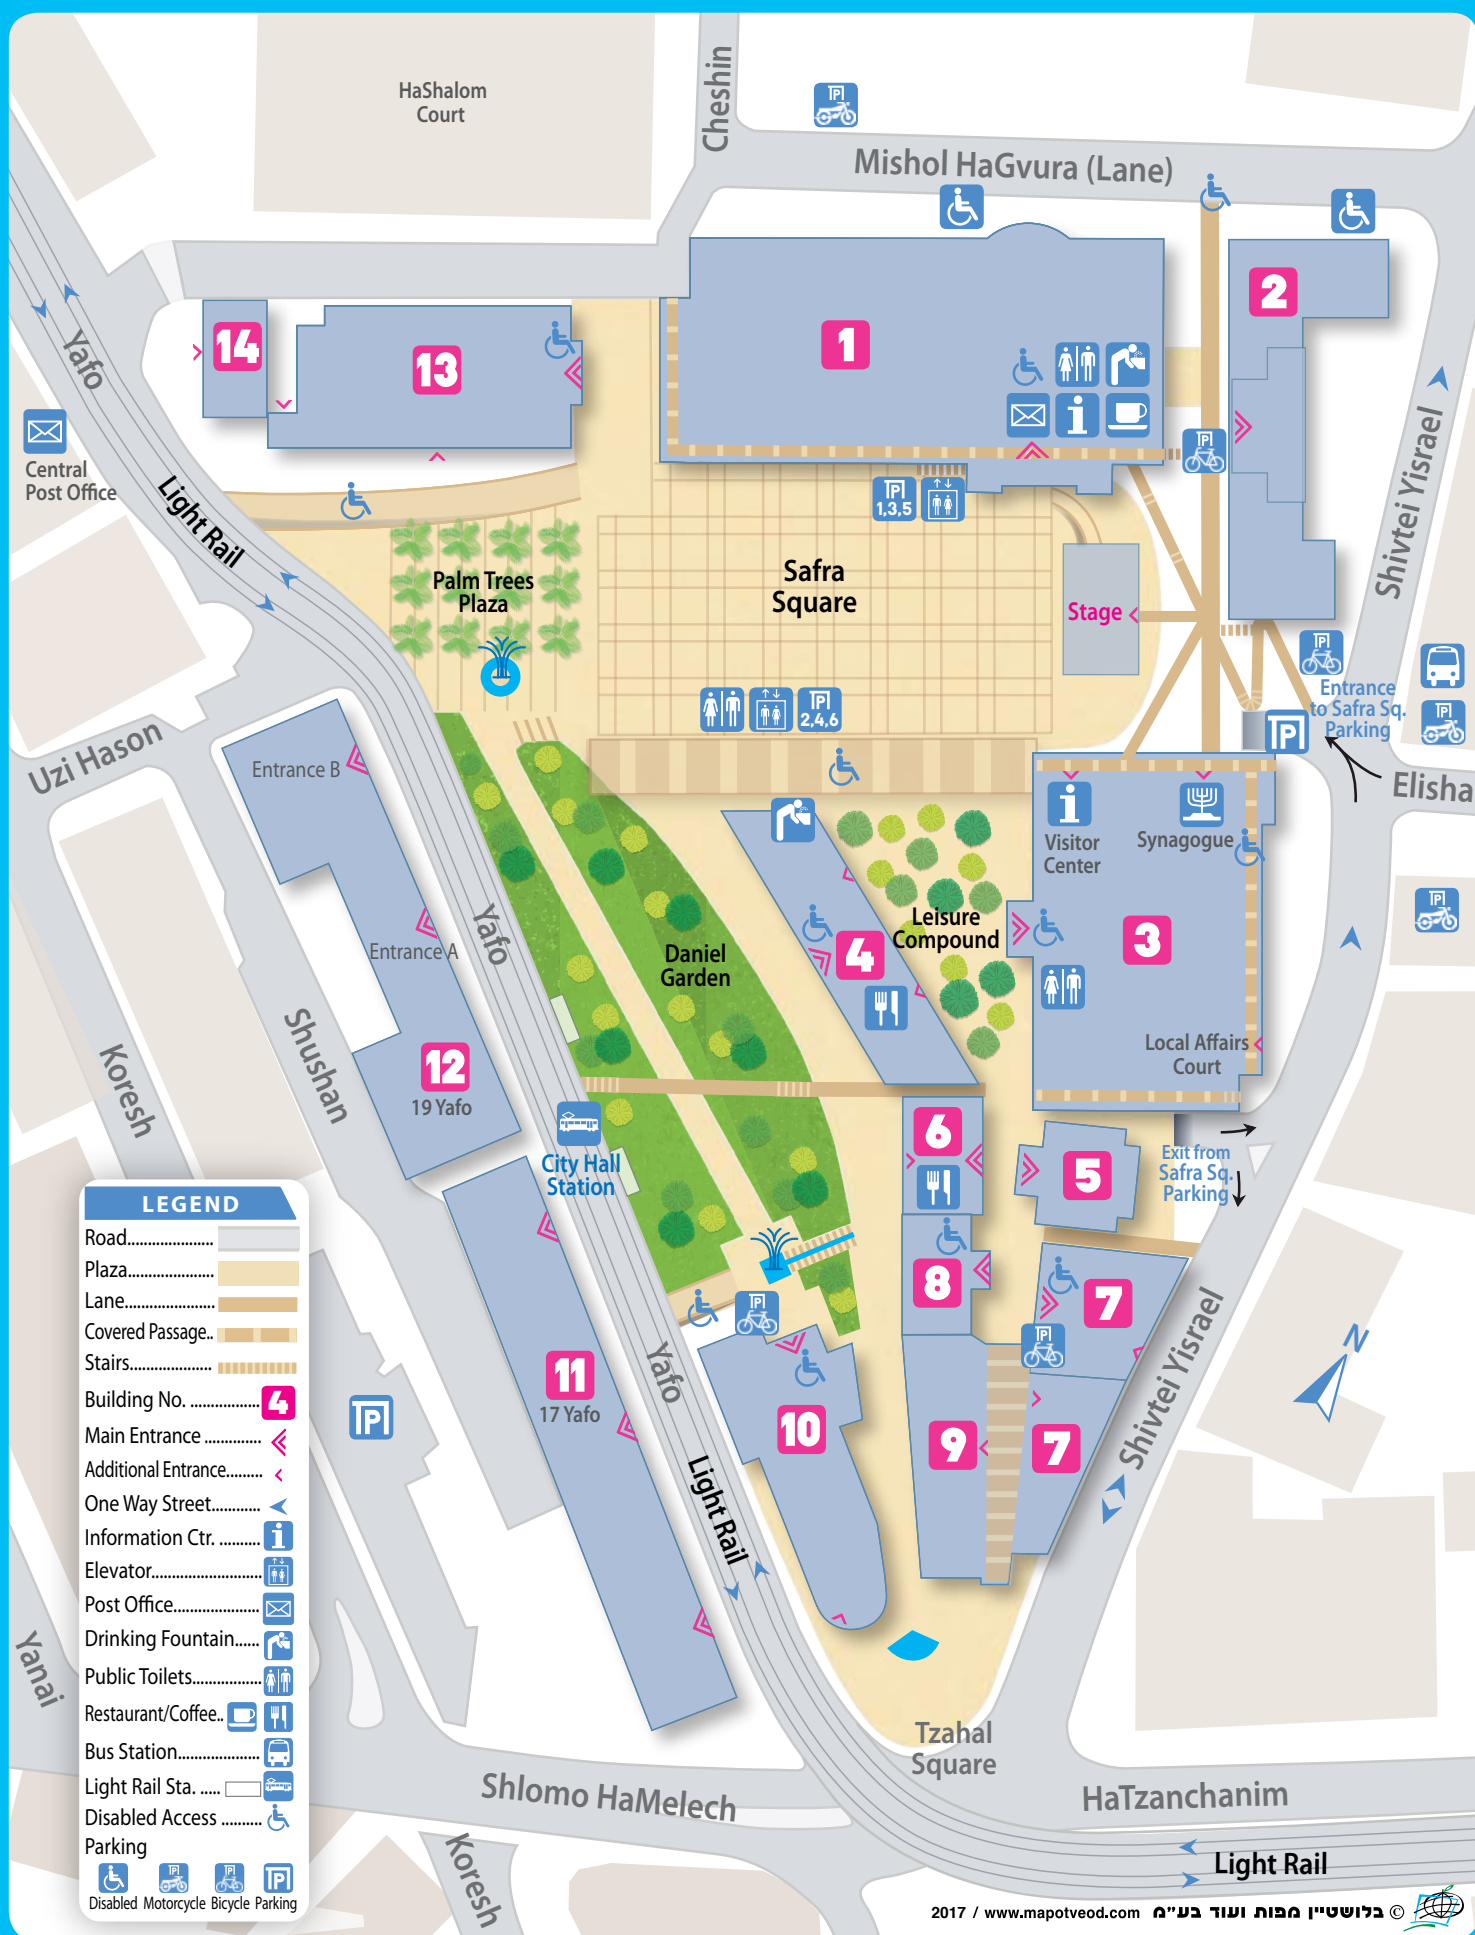 HaShalom
Court
Cheshin
Mishol HaGvura (Lane)
1
2
14
13
Yafo
Central
Post Office
Light Rail
i
1,3,5
Shivtei Yisrael
Palm Trees
Plaza
Safra
Square
Stage
2,4,6
Entrance
to Safra Sq.
Parking
Elisha
Uzi Hason
Entrance B
Entrance A
Yafo
i
Visitor
Center
Synagogue
Leisure
Compound
3
4
Daniel
Garden
Local Affairs
Court
Koresh
Shushan
12
19 Yafo
City Hall
Station
6
5
Exit from
Safra Sq.
Parking
8
7
Shivtei Yisrael
N
11
17 Yafo
Yafo
10
9
7
Light Rail
Yanai
Tzahal
Square
Shlomo HaMelech
HaTzanchanim
Koresh
Light Rail
LEGEND
Road
Plaza
Lane
Covered Passage..
Stairs
Building No. 4
Main Entrance
Additional Entrance
One Way Street
Information Ctr. i
Elevator
Post Office
Drinking Fountain
Public Toilets
Restaurant/Coffee..
Bus Station
Light Rail Sta.
Disabled Access
Parking
Disabled Motorcycle Bicycle Parking
2017 / www.mapotveod.com בלושטיין מפות ועוד בע"מ ©